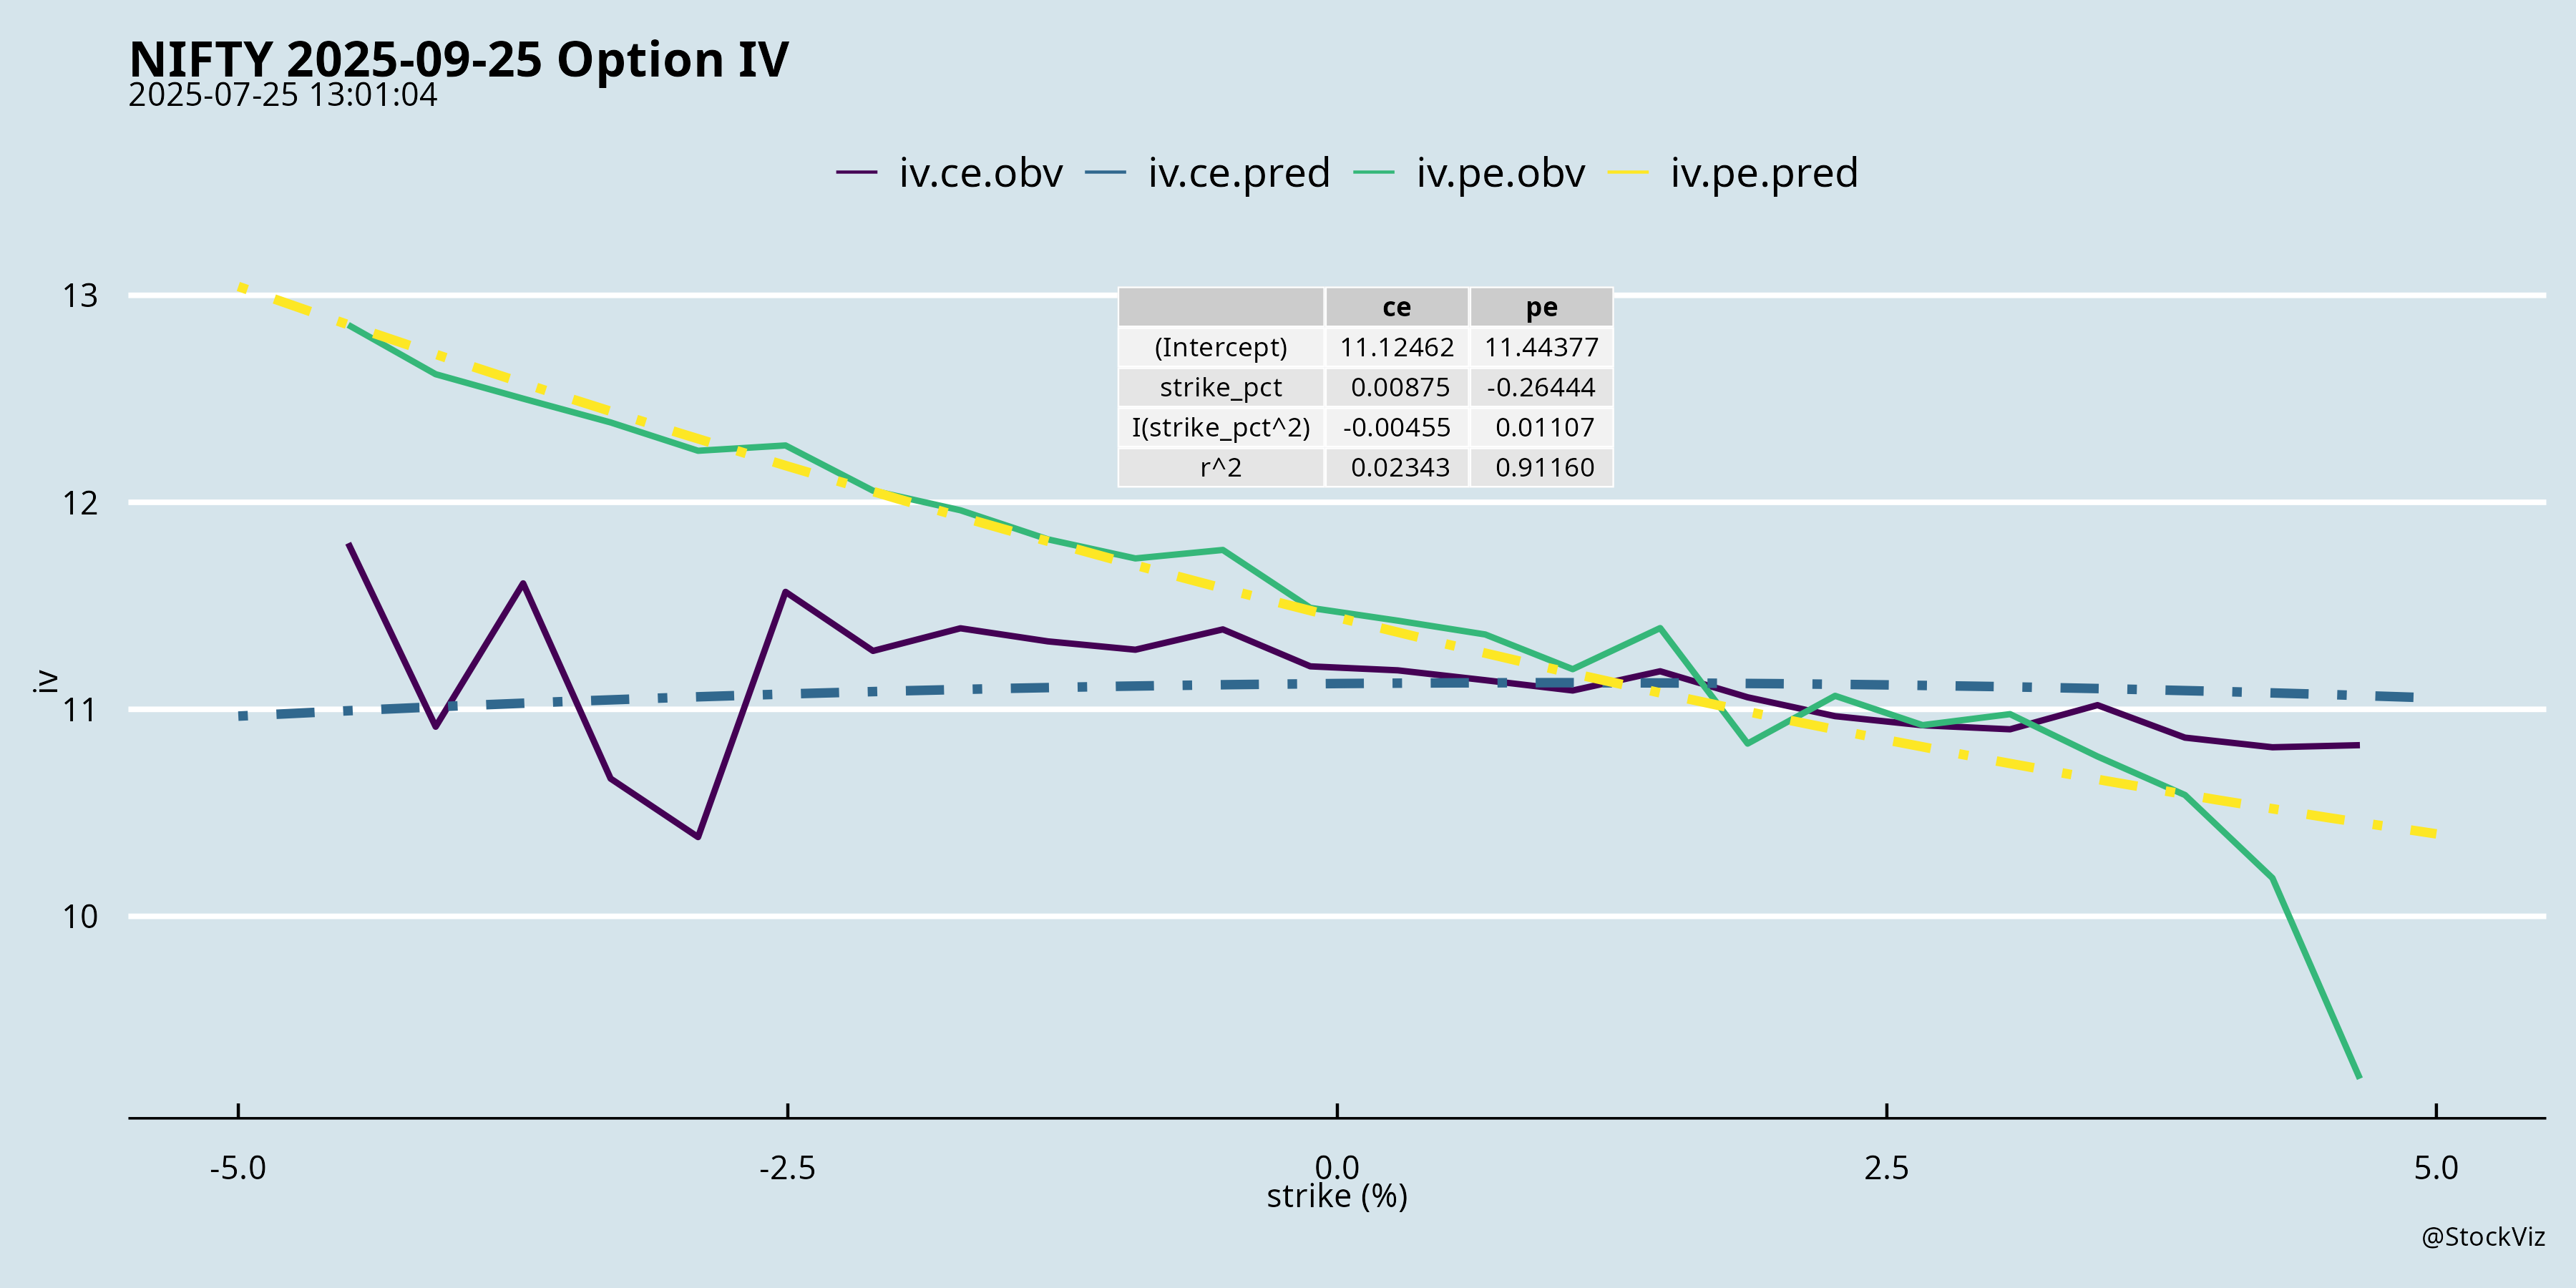 NIFTY 2025-09-25 Option IV
2025-07-25 13:01:04
iv.ce.obv iv.ce.pred iv.pe.obv iv.pe.pred
ce pe
(Intercept) 11.12462 11.44377
strike_pct 0.00875 -0.26444
I(strike_pct^2) -0.00455 0.01107
r^2 0.02343 0.91160
13
12
11
10
iv
-5.0 -2.5 0.0 2.5 5.0
strike (%)
@StockViz